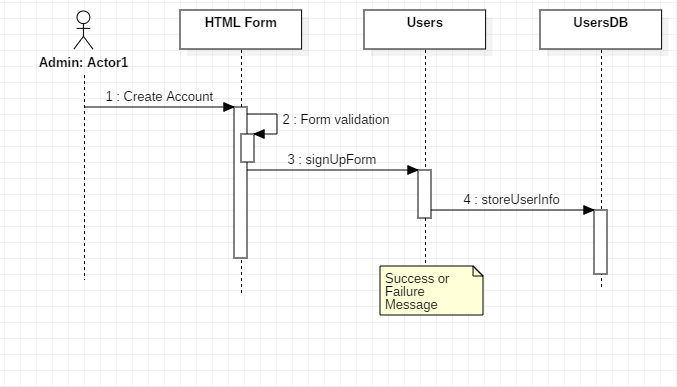 HTML Form
Users
UsersDB
Admin: Actor1
1 : Create Account
2 : Form validation
3 : signUpForm
4 : storeUserInfo
Success or
Failure
Message